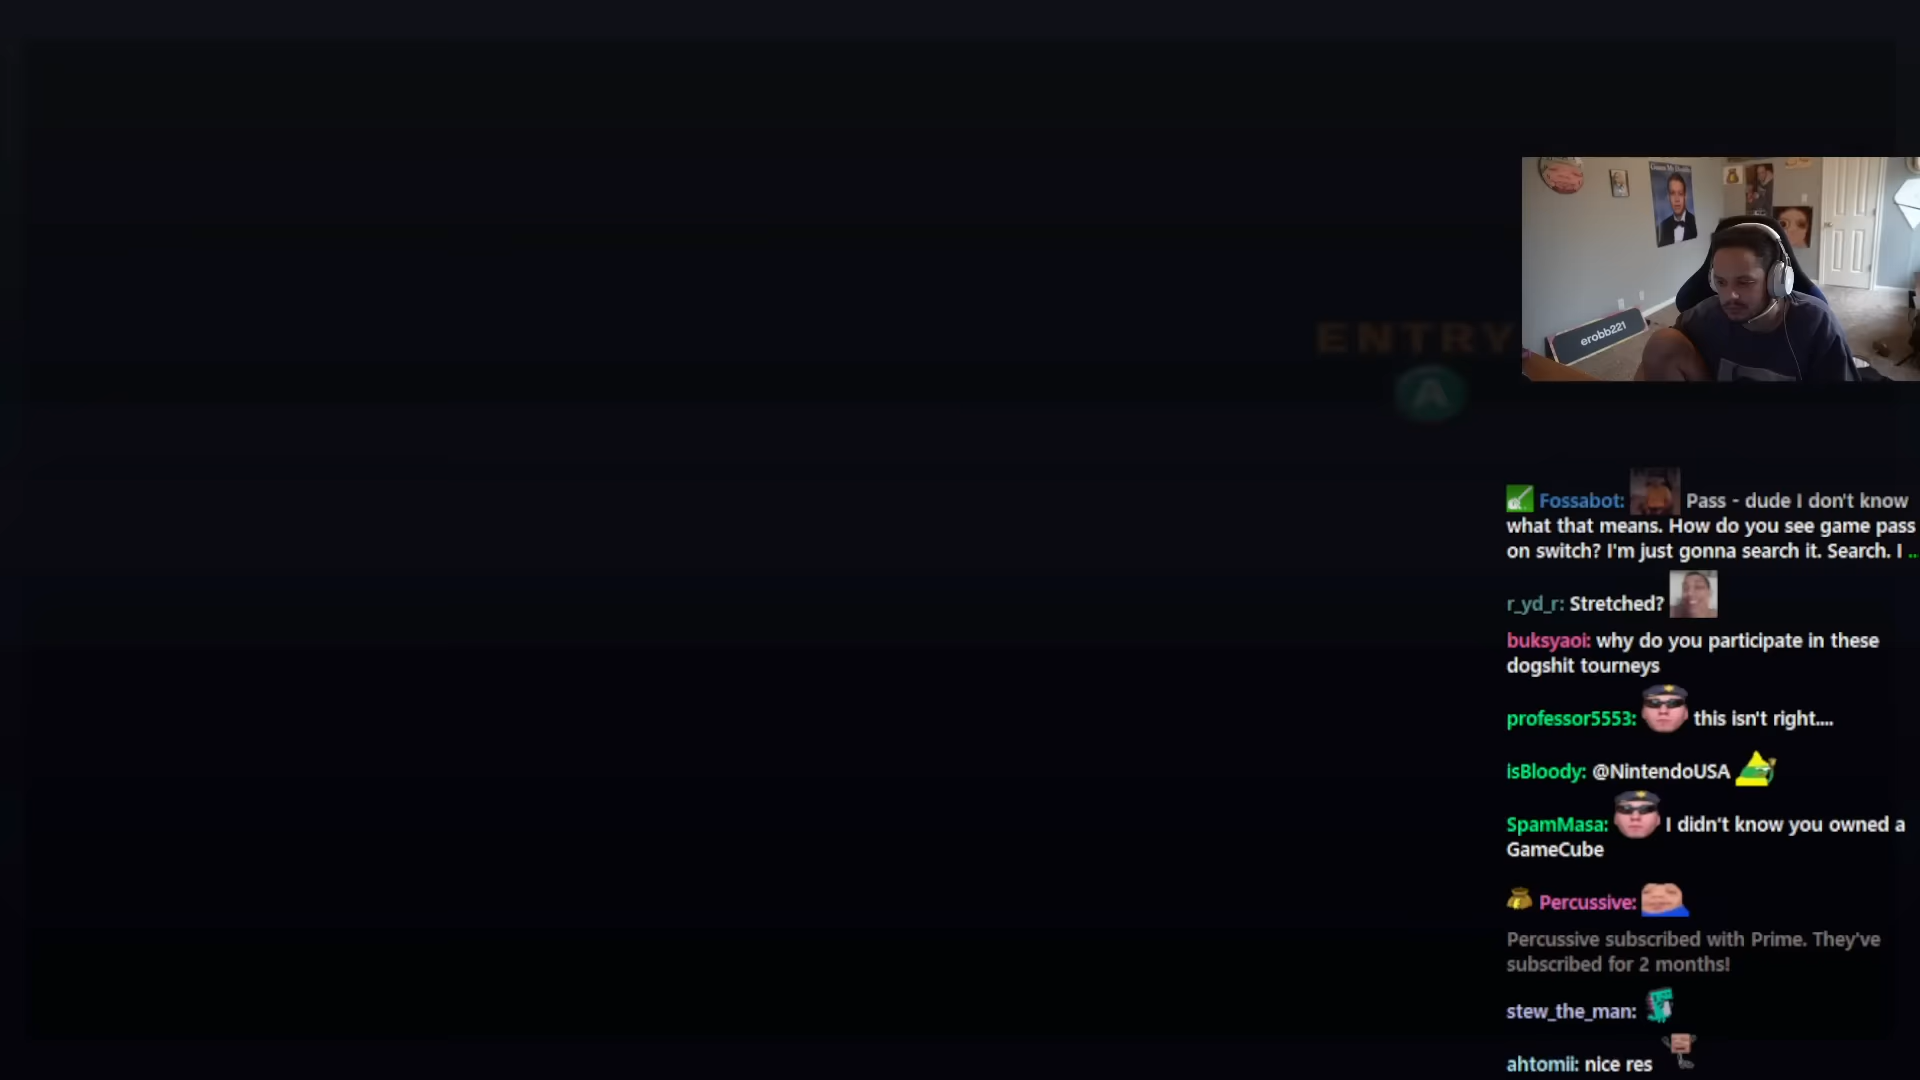 ENTRY
A
erobb221
Fossabot: Pass - dude I don't know
what that means. How do you see game pass
on switch? I'm just gonna search it. Search. I ...
r_yd_r: Stretched?
buksyaoi: why do you participate in these
dogshit tourneys
professor5553: this isn't right....
isBloody: @NintendoUSA
SpamMasa: I didn't know you owned a
GameCube
Percussive:
Percussive subscribed with Prime. They've
subscribed for 2 months!
stew_the_man:
ahtomii: nice res